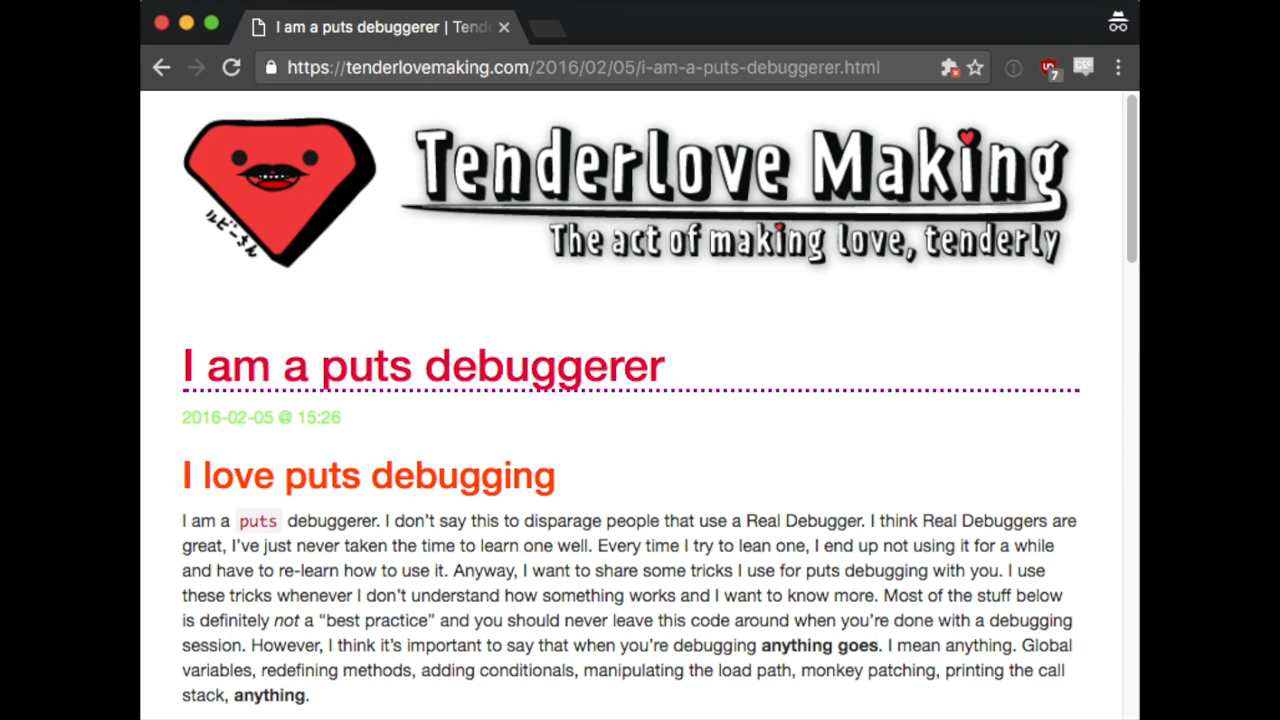 I am a puts debuggerer | Tend
https://tenderlovemaking.com/2016/02/05/i-am-a-puts-debuggerer.html
7
Tenderlove Making
The act of making love, tenderly
ルビーさん
I am a puts debuggerer
2016-02-05 @ 15:26
I love puts debugging
I am a puts debuggerer. I don’t say this to disparage people that use a Real Debugger. I think Real Debuggers are
great, I’ve just never taken the time to learn one well. Every time I try to lean one, I end up not using it for a while
and have to re-learn how to use it. Anyway, I want to share some tricks I use for puts debugging with you. I use
these tricks whenever I don’t understand how something works and I want to know more. Most of the stuff below
is definitely not a “best practice” and you should never leave this code around when you’re done with a debugging
session. However, I think it’s important to say that when you’re debugging anything goes. I mean anything. Global
variables, redefining methods, adding conditionals, manipulating the load path, monkey patching, printing the call
stack, anything.